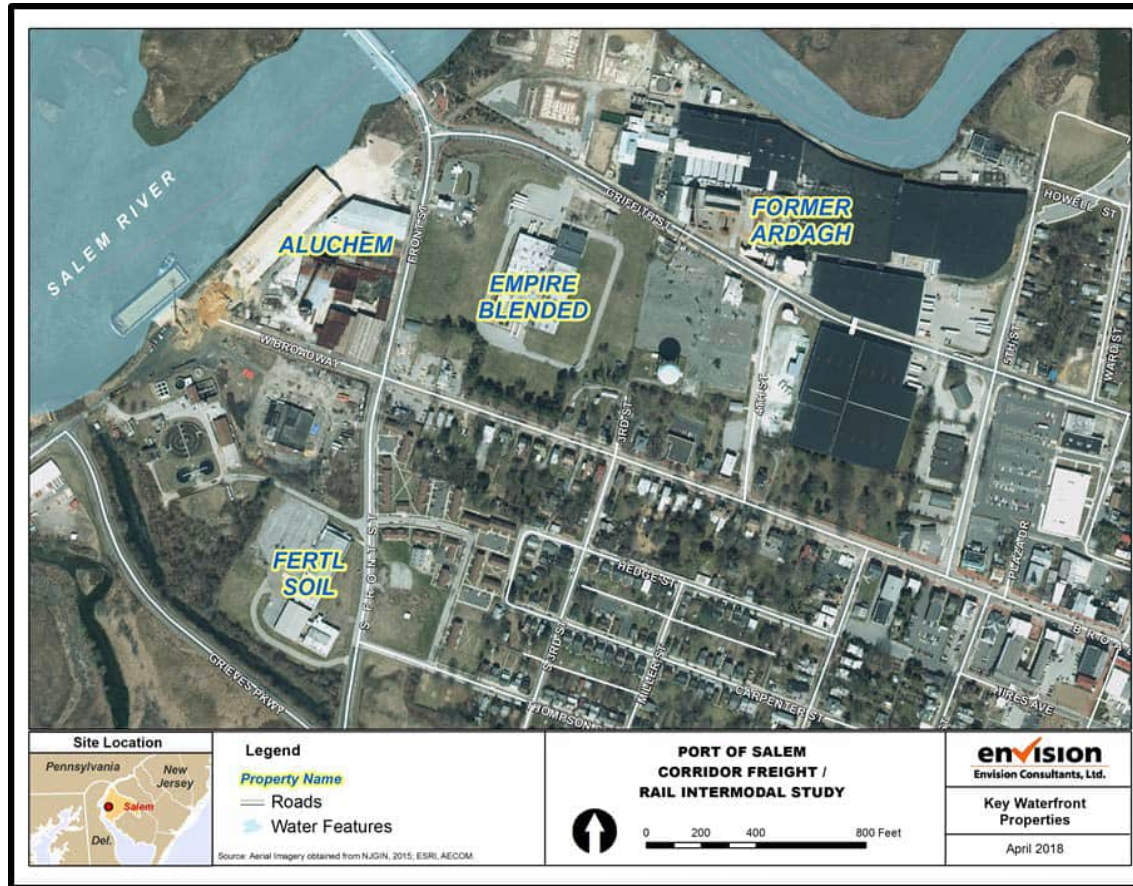 SALEM RIVER
ALUCHEM
FRONT ST
GRIFFITH ST
FORMER
ARDAGH
HOWELL ST
EMPIRE
BLENDED
W BROADWAY
5TH ST
WARD ST
4TH ST
3RD ST
FERTL
SOIL
S FRONT ST
HEDGE ST
PLAZA DR
S 3RD ST
MILLER ST
CARPENTER ST
THOMPSON
GRIEVES PKWY
ST
Site Location
Pennsylvania
New
Jersey
Salem
Del.
Legend
Property Name
Roads
Water Features
Source: Aerial Imagery obtained from NJGIN, 2015; ESRI, AECOM
PORT OF SALEM
CORRIDOR FREIGHT /
RAIL INTERMODAL STUDY
0 200 400 800 Feet
envision
Envision Consultants, Ltd.
Key Waterfront
Properties
April 2018